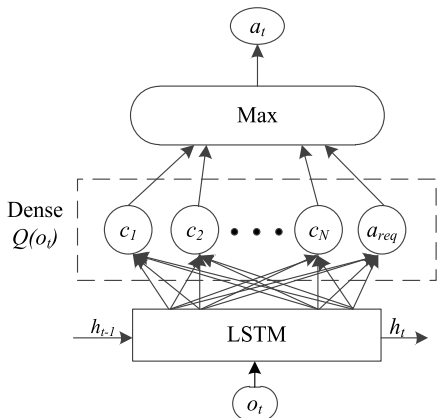 a_t
Max
Dense
Q(o_t)
c_1
c_2
c_N
a_req
h_{t-1}
LSTM
h_t
o_t